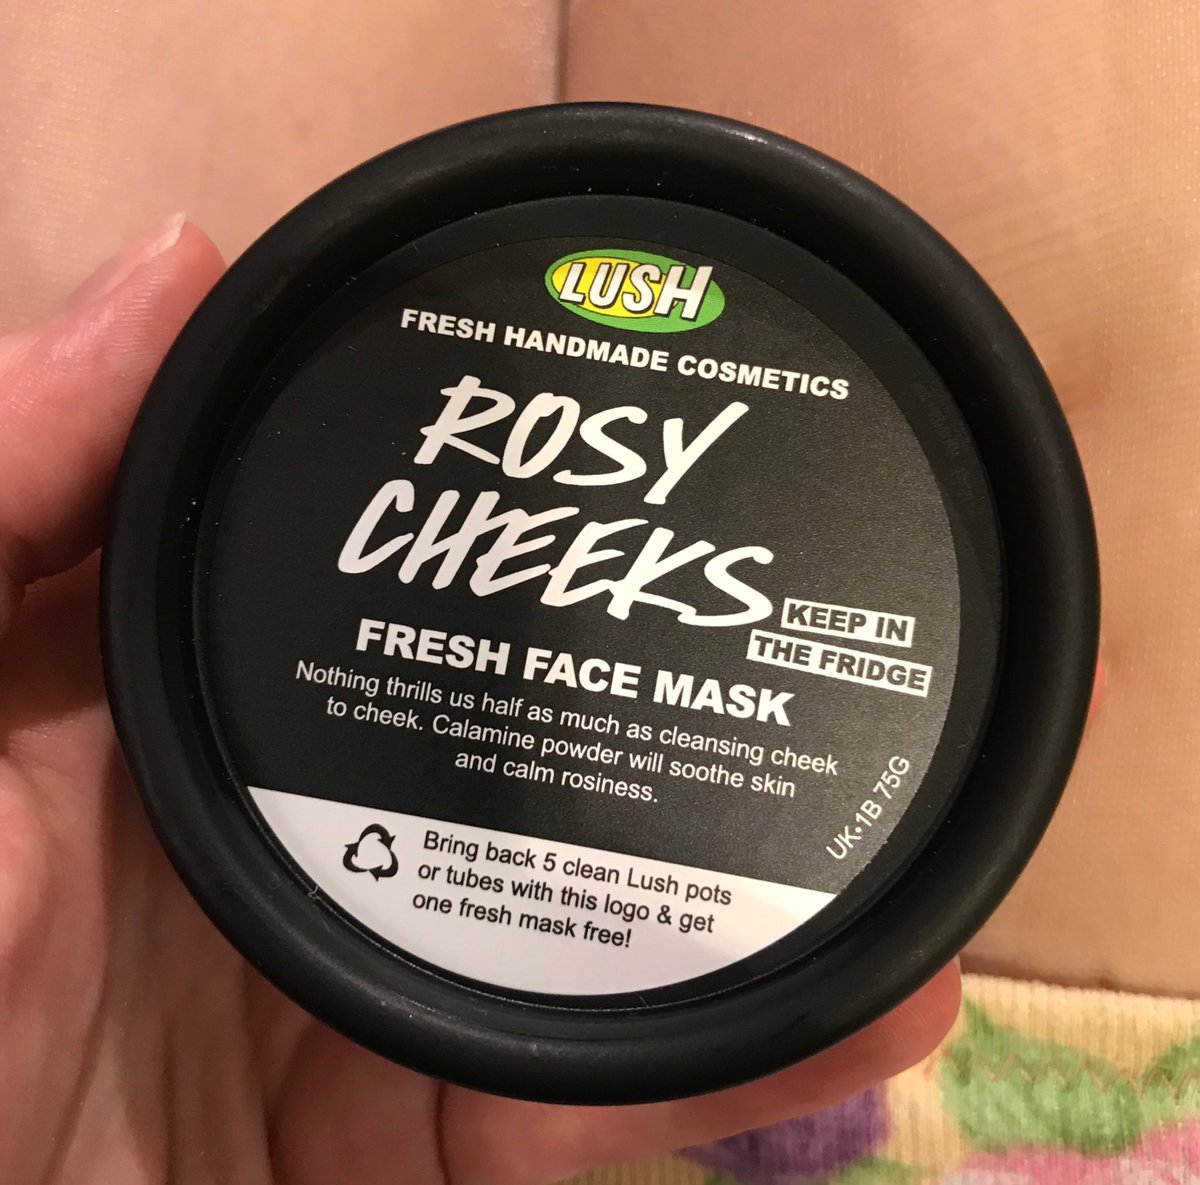 LUSH
FRESH HANDMADE COSMETICS
ROSY
CHEEKS
KEEP IN
THE FRIDGE
FRESH FACE MASK
Nothing thrills us half as much as cleansing cheek
to cheek. Calamine powder will soothe skin
and calm rosiness.
UK•1B 75G
Bring back 5 clean Lush pots
or tubes with this logo & get
one fresh mask free!